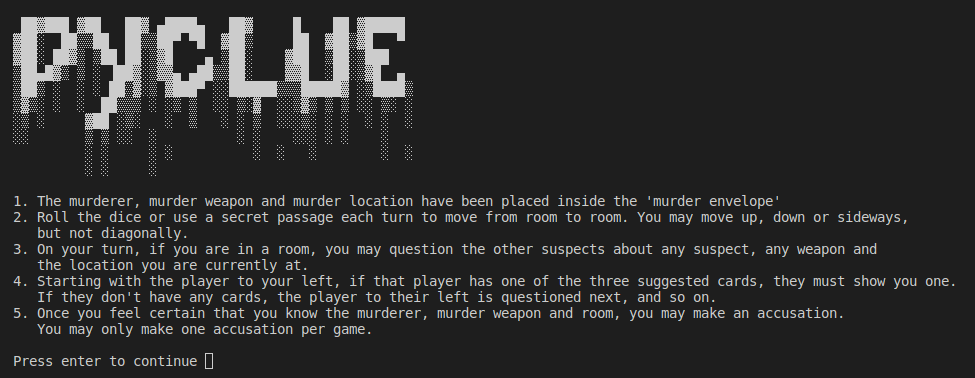 PYCLUE
1. The murderer, murder weapon and murder location have been placed inside the 'murder envelope'
2. Roll the dice or use a secret passage each turn to move from room to room. You may move up, down or sideways,
but not diagonally.
3. On your turn, if you are in a room, you may question the other suspects about any suspect, any weapon and
the location you are currently at.
4. Starting with the player to your left, if that player has one of the three suggested cards, they must show you one.
If they don't have any cards, the player to their left is questioned next, and so on.
5. Once you feel certain that you know the murderer, murder weapon and room, you may make an accusation.
You may only make one accusation per game.
Press enter to continue